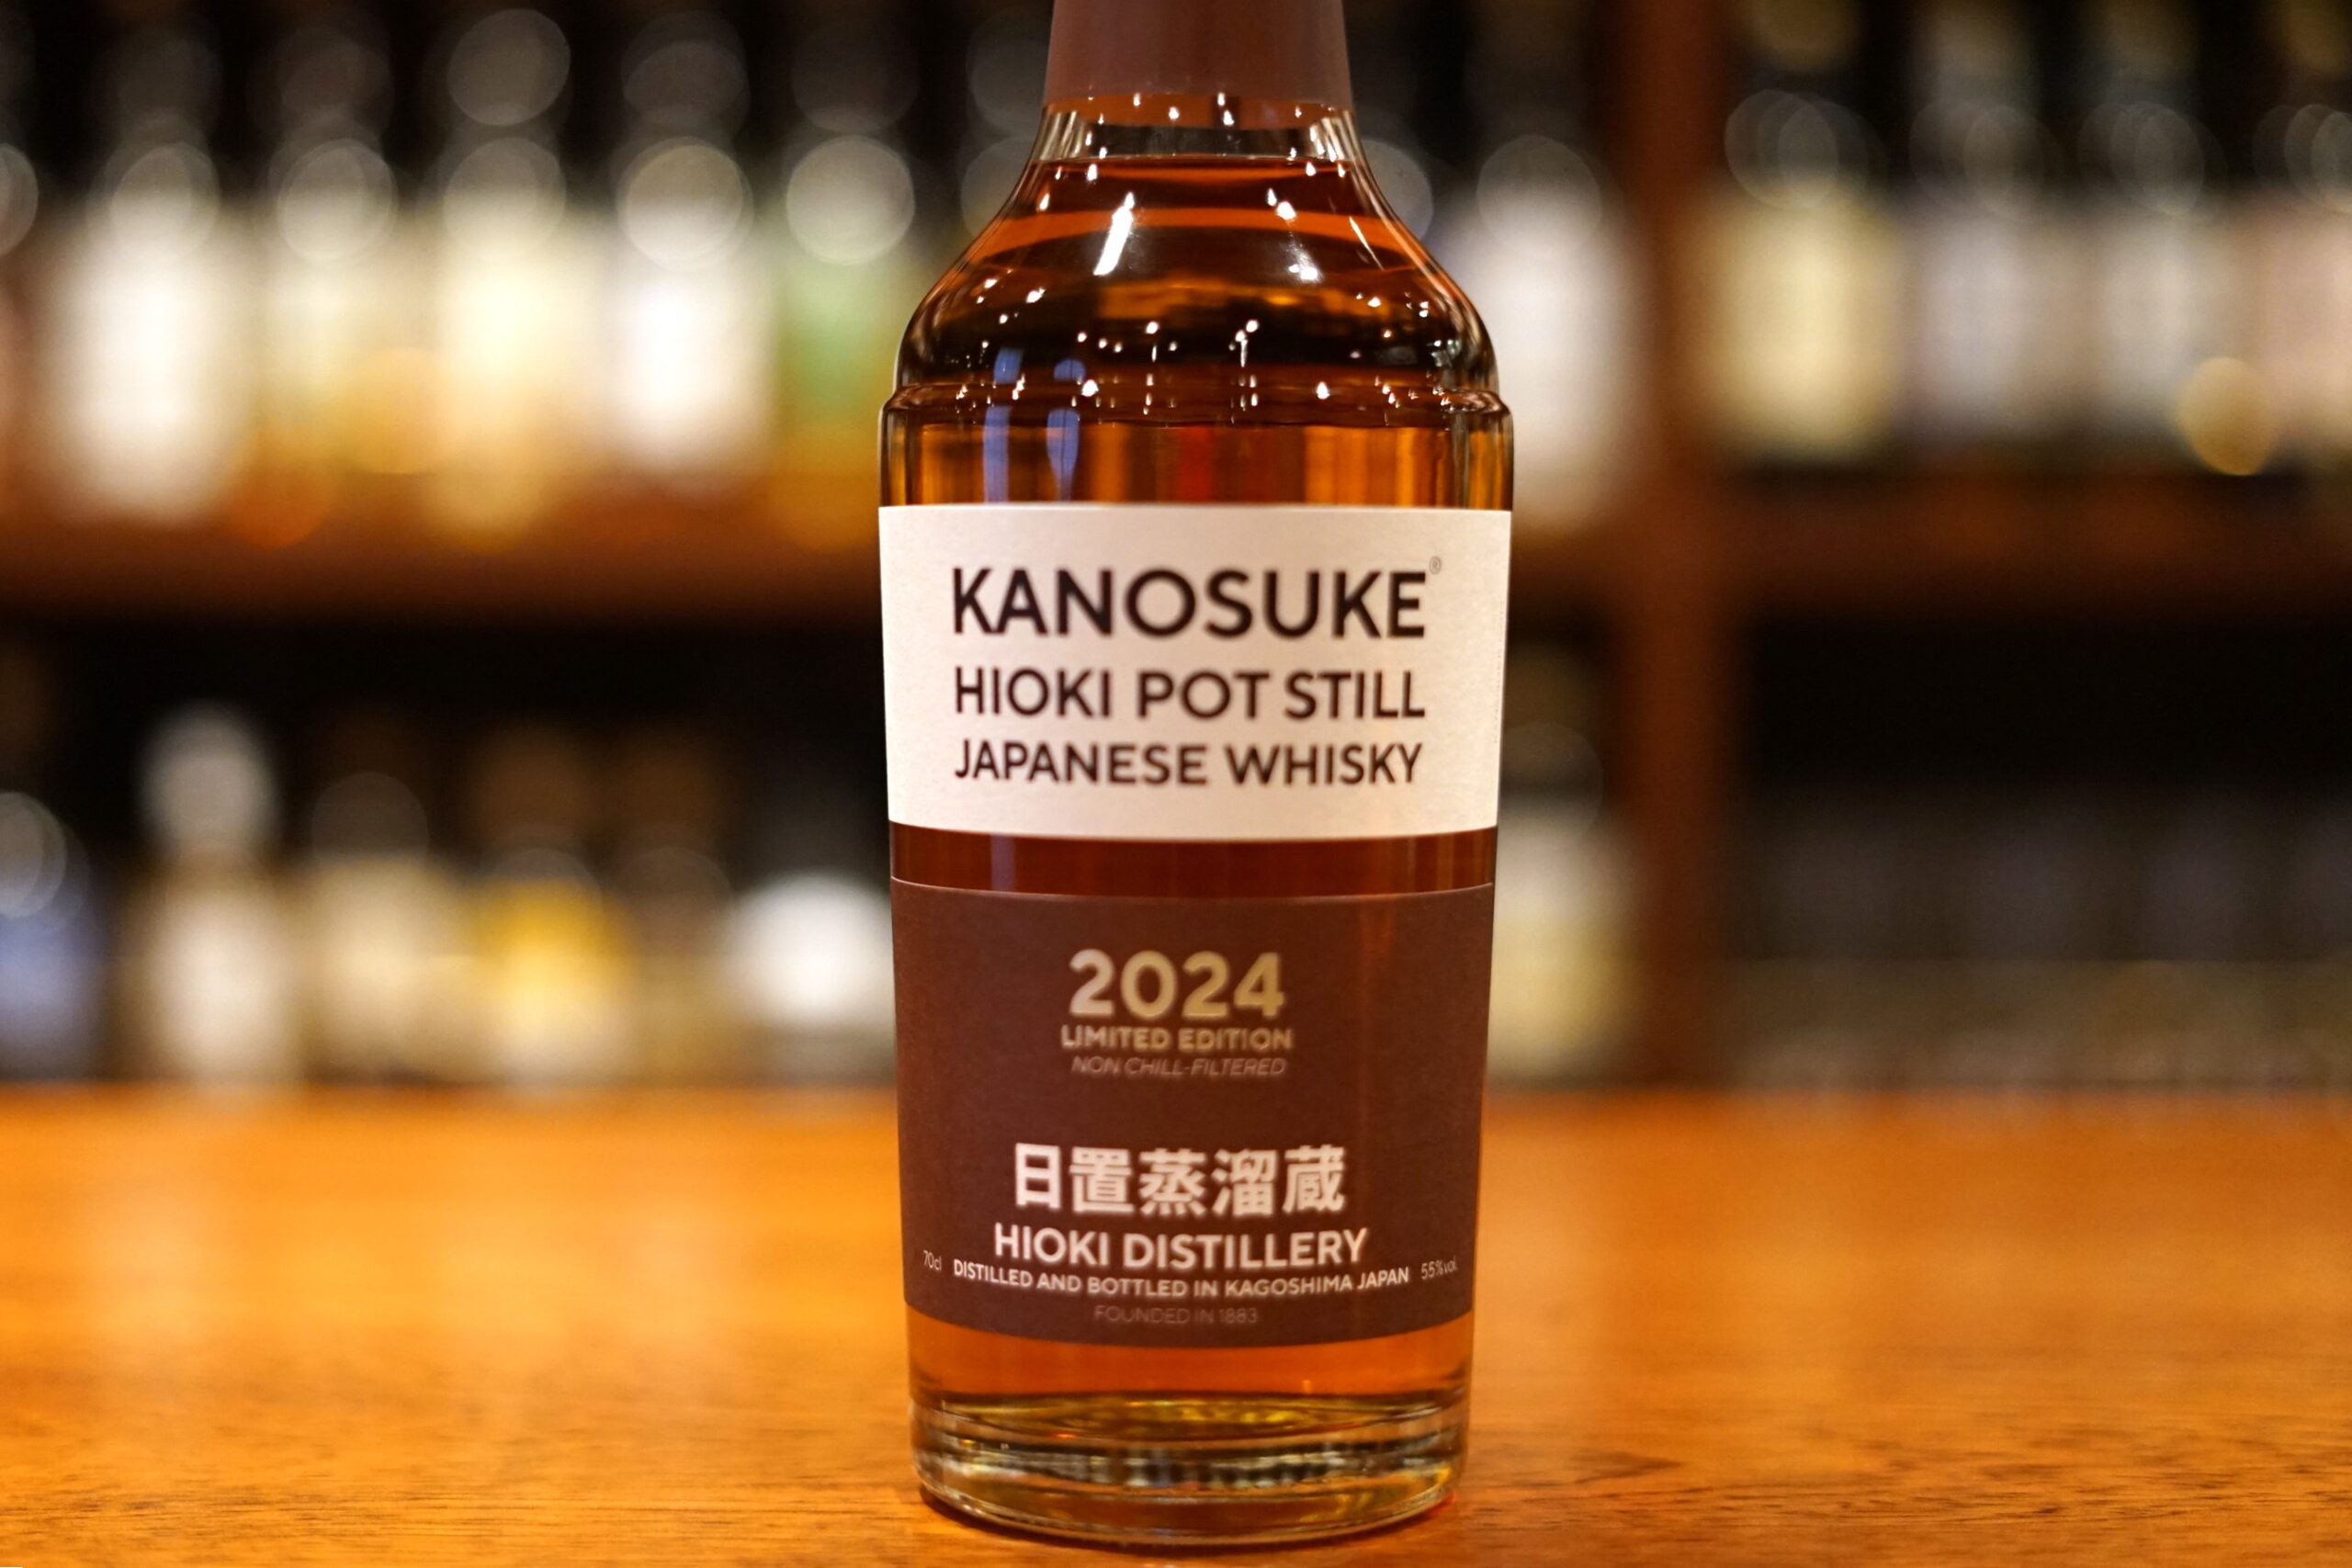 KANOSUKE®
HIOKI POT STILL
JAPANESE WHISKY
2024
LIMITED EDITION
NON CHILL-FILTERED
日置蒸溜蔵
HIOKI DISTILLERY
70cl DISTILLED AND BOTTLED IN KAGOSHIMA JAPAN 55%vol.
FOUNDED IN 1883